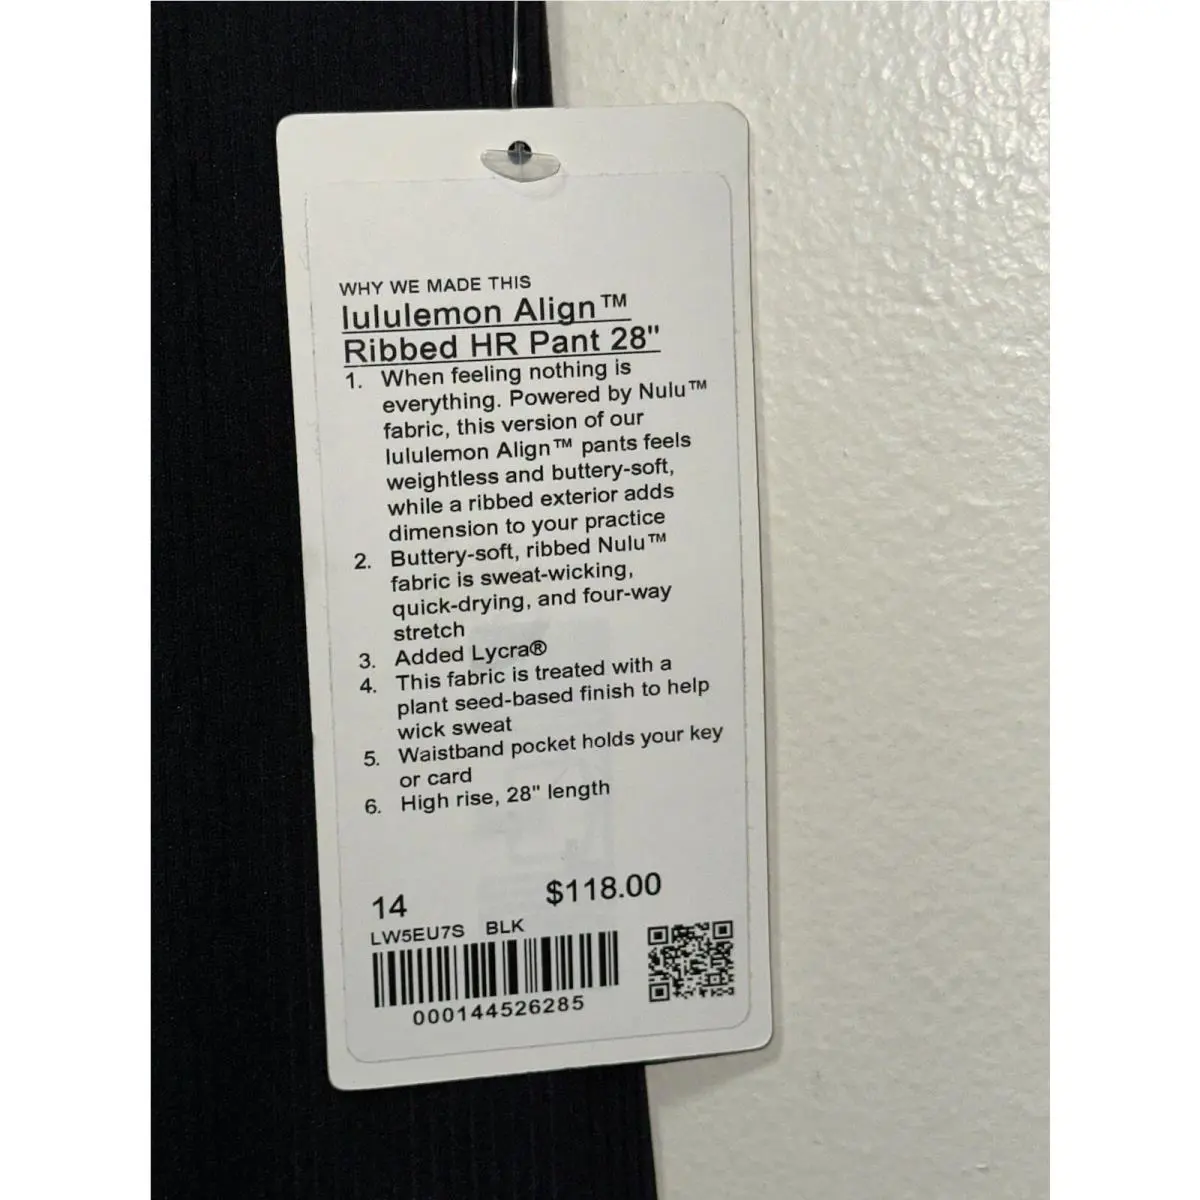 WHY WE MADE THIS
lululemon Align™
Ribbed HR Pant 28"
1. When feeling nothing is
everything. Powered by Nulu™
fabric, this version of our
lululemon Align™ pants feels
weightless and buttery-soft,
while a ribbed exterior adds
dimension to your practice
2. Buttery-soft, ribbed Nulu™
fabric is sweat-wicking,
quick-drying, and four-way
stretch
3. Added Lycra®
4. This fabric is treated with a
plant seed-based finish to help
wick sweat
5. Waistband pocket holds your key
or card
6. High rise, 28" length
14 $118.00
LW5EU7S BLK
000144526285